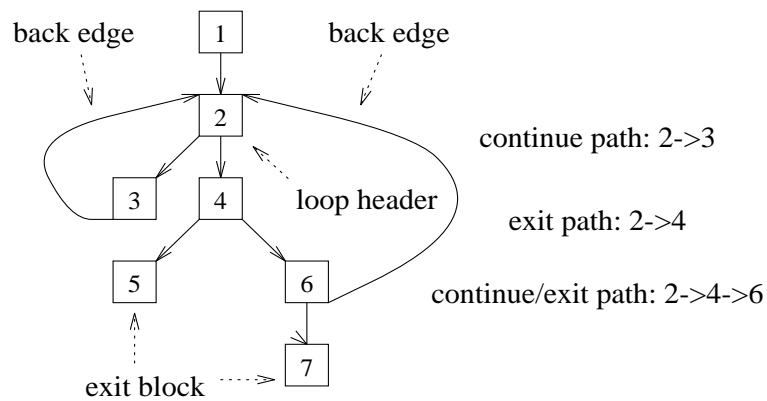 back edge
1
back edge
2
continue path: 2->3
3
4
loop header
exit path: 2->4
5
6
continue/exit path: 2->4->6
7
exit block